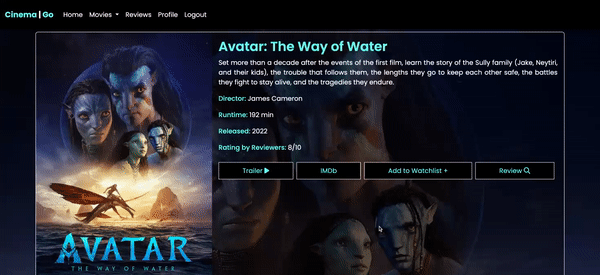 Cinema | Go Home Movies Reviews Profile Logout
Avatar: The Way of Water
Set more than a decade after the events of the first film, learn the story of the Sully family (Jake, Neytiri,
and their kids), the trouble that follows them, the lengths they go to keep each other safe, the battles
they fight to stay alive, and the tragedies they endure.
Director: James Cameron
Runtime: 192 min
Released: 2022
Rating by Reviewers: 8/10
Trailer IMDb Add to Watchlist + Review
AVATAR
THE WAY OF WATER